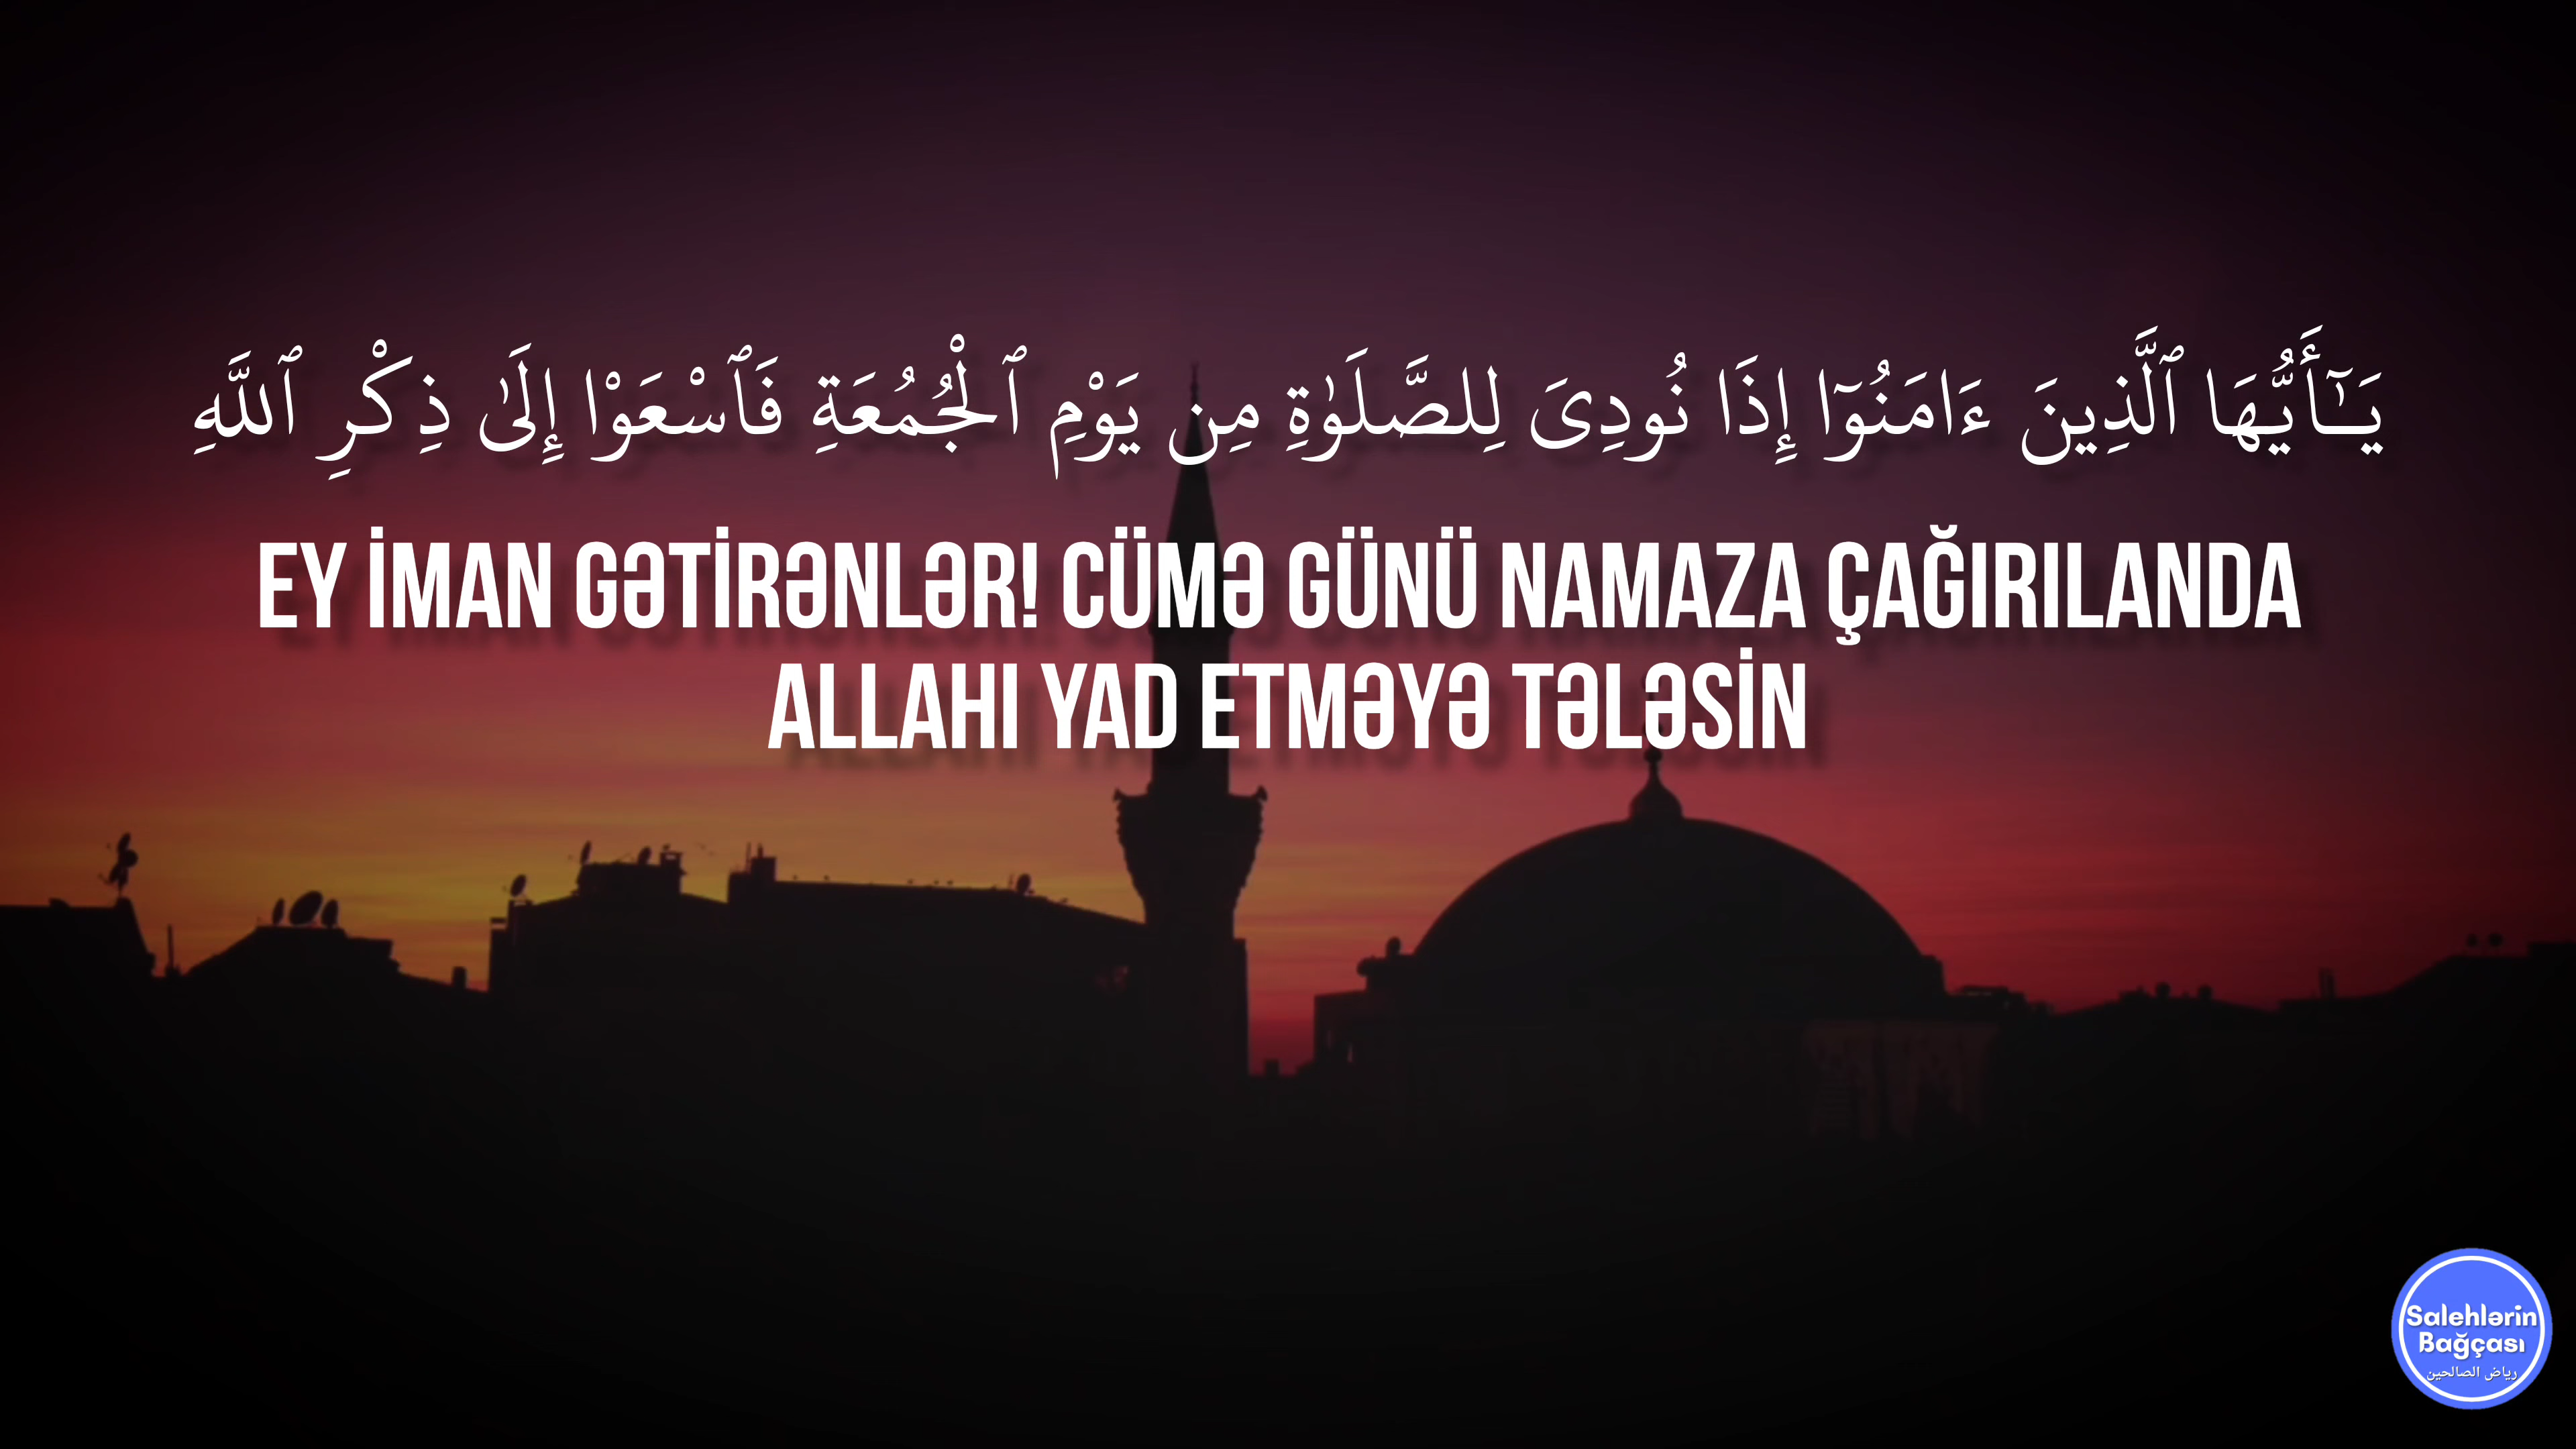 يَـٰٓأَيُّهَا ٱلَّذِينَ ءَامَنُوٓا۟ إِذَا نُودِىَ لِلصَّلَوٰةِ مِن يَوْمِ ٱلْجُمُعَةِ فَٱسْعَوْا۟ إِلَىٰ ذِكْرِ ٱللَّهِ
EY İMAN GƏTİRƏNLƏR! CÜMƏ GÜNÜ NAMAZA ÇAĞIRILANDA
ALLAHI YAD ETMƏYƏ TƏLƏSİN
Salehlərin
Bağçası
رياض الصالحين